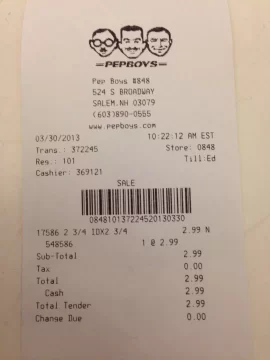 PEPBOYS
Pep Boys #848
524 S BROADWAY
SALEM, NH 03079
(603)890-0555
www.pepboys.com
03/30/2013 10:22:12 AM EST
Trans.: 372245 Store: 0848
Reg.: 101 Till:Ed
Cashier: 369121
SALE
084810137224520130330
17586 2 3/4 IDX2 3/4 2.99 N
548586 1 @ 2.99
Sub-Total 2.99
Tax 0.00
Total 2.99
Cash 2.99
Total Tender 2.99
Change Due 0.00